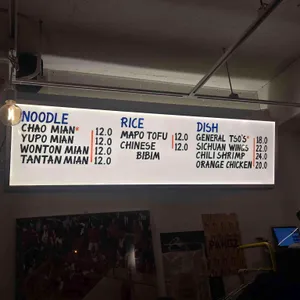 NOODLE
CHAO MIAN* 12.0
YUPO MIAN 12.0
WONTON MIAN 12.0
TANTAN MIAN 12.0
RICE
MAPO TOFU 12.0
CHINESE BIBIM 12.0
DISH
GENERAL TSO'S* 18.0
SICHUAN WINGS 22.0
CHILI SHRIMP 24.0
ORANGE CHICKEN 20.0